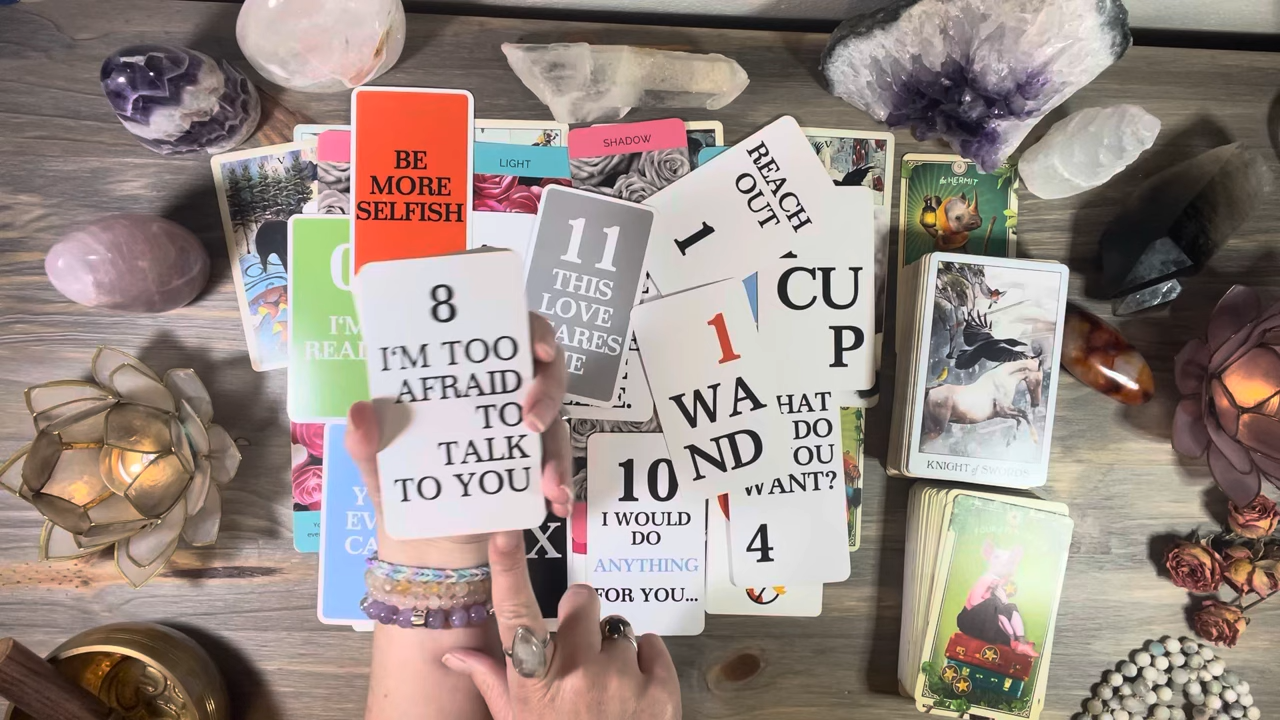 BE
MORE
SELFISH
LIGHT
SHADOW
V
REACH
OUT
1
the HERMIT
11
THIS
LOVE
ARES
8
I'M TOO
AFRAID
TO
TALK
TO YOU
I'M
REAL
CU
P
1
WA
ND
HAT
DO
OU
WANT?
4
10
I WOULD
DO
ANYTHING
FOR YOU...
X
KNIGHT of SWORDS